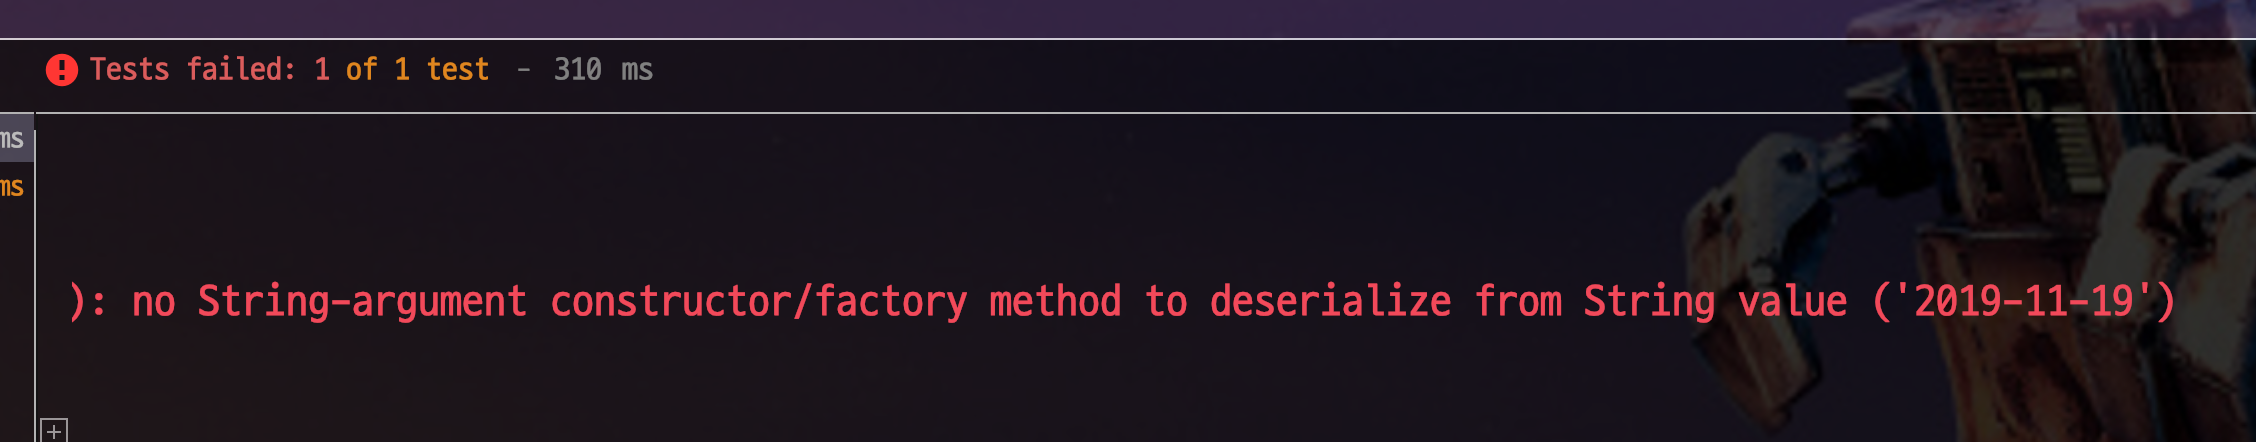 Tests failed: 1 of 1 test – 310 ms
ms
ms
): no String-argument constructor/factory method to deserialize from String value ('2019-11-19')